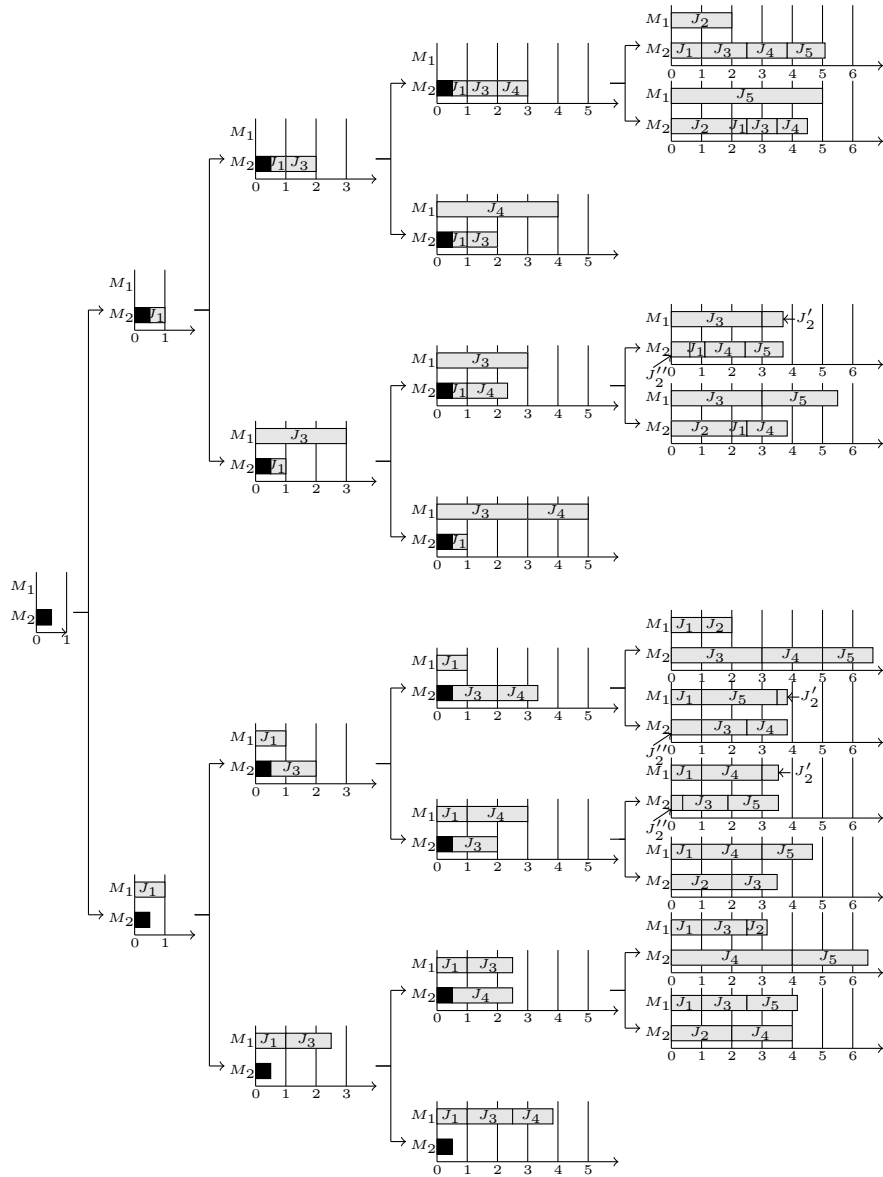 M₁
M₂
0 1
M₁
M₂ J₁
0 1
M₁ J₁
M₂
0 1
M₁
M₂ J₁ J₃
0 1 2 3
M₁ J₃
M₂ J₁
0 1 2 3
M₁ J₁
M₂ J₃
0 1 2 3
M₁ J₁ J₃
M₂
0 1 2 3
M₁
M₂ J₁ J₃ J₄
0 1 2 3 4 5
M₁ J₄
M₂ J₁ J₃
0 1 2 3 4 5
M₁ J₃
M₂ J₁ J₄
0 1 2 3 4 5
M₁ J₃ J₄
M₂ J₁
0 1 2 3 4 5
M₁ J₁
M₂ J₃ J₄
0 1 2 3 4 5
M₁ J₁ J₄
M₂ J₃
0 1 2 3 4 5
M₁ J₁ J₃
M₂ J₄
0 1 2 3 4 5
M₁ J₁ J₃ J₄
M₂
0 1 2 3 4 5
M₁ J₂
M₂ J₁ J₃ J₄ J₅
0 1 2 3 4 5 6
M₁ J₅
M₂ J₂ J₁ J₃ J₄
0 1 2 3 4 5 6
M₁ J₃ J₂′
M₂ J₁ J₄ J₅
0 1 2 3 4 5 6
J₂″
M₁ J₃ J₅
M₂ J₂ J₁ J₄
0 1 2 3 4 5 6
M₁ J₁ J₂
M₂ J₃ J₄ J₅
0 1 2 3 4 5 6
M₁ J₁ J₅ J₂′
M₂ J₃ J₄
0 1 2 3 4 5 6
J₂″
M₁ J₁ J₄ J₂′
M₂ J₃ J₅
0 1 2 3 4 5 6
J₂″
M₁ J₁ J₄ J₅
M₂ J₂ J₃
0 1 2 3 4 5 6
M₁ J₁ J₃ J₂
M₂ J₄ J₅
0 1 2 3 4 5 6
M₁ J₁ J₃ J₅
M₂ J₂ J₄
0 1 2 3 4 5 6